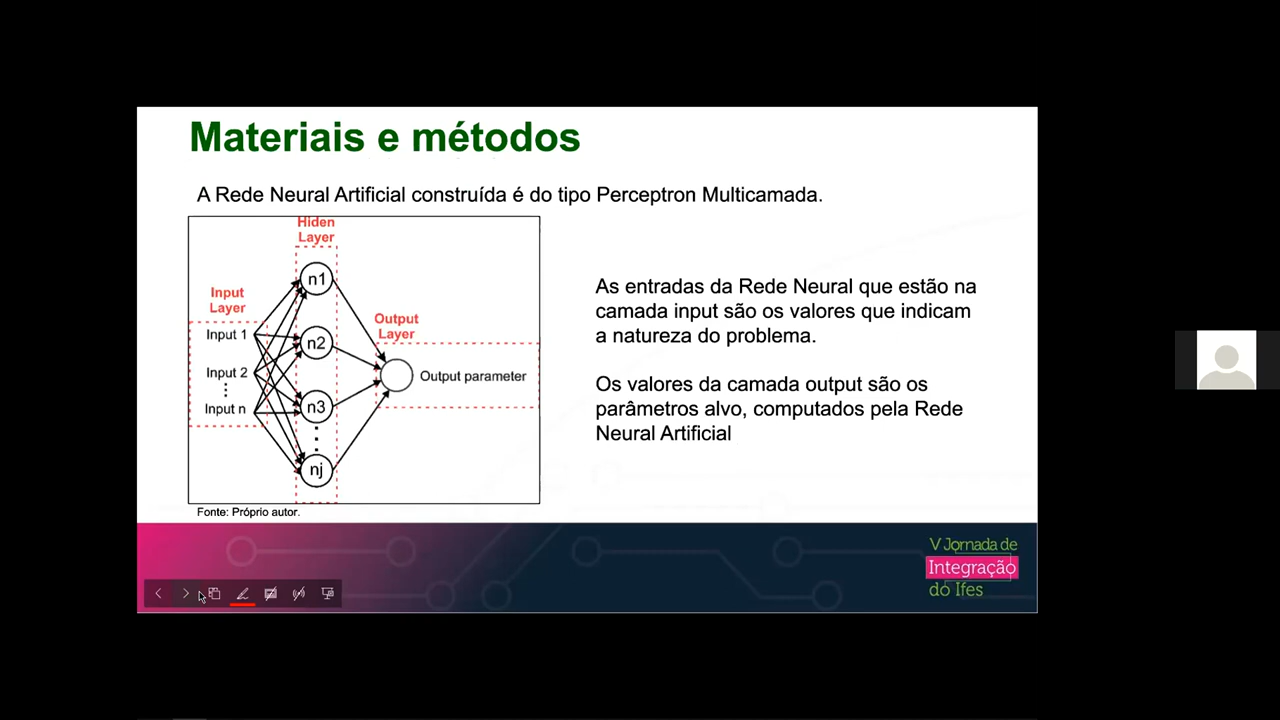 Materiais e métodos
A Rede Neural Artificial construída é do tipo Perceptron Multicamada.
Hiden
Layer
n1
Input
Layer
Output
Layer
Input 1
n2
Input 2
Output parameter
Input n
n3
nj
Fonte: Próprio autor.
As entradas da Rede Neural que estão na
camada input são os valores que indicam
a natureza do problema.
Os valores da camada output são os
parâmetros alvo, computados pela Rede
Neural Artificial
V Jornada de
Integração
do Ifes